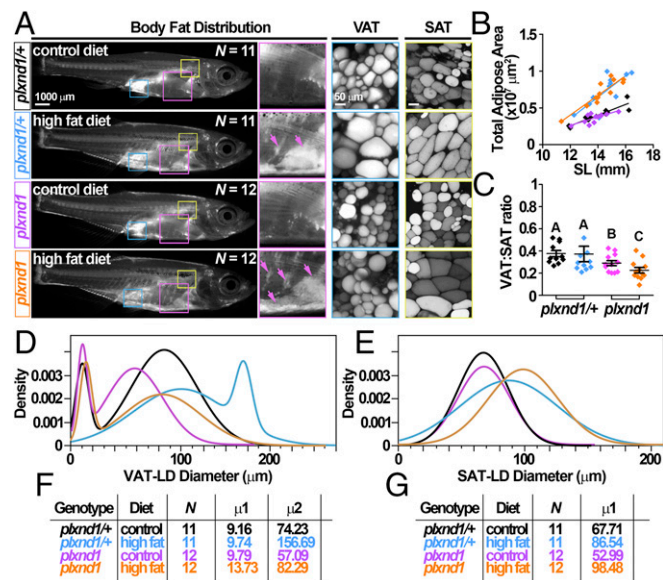 A
Body Fat Distribution
VAT
SAT
plxnd1/+
control diet
N = 11
1000 μm
50 μm
plxnd1/+
high fat diet
N = 11
plxnd1
control diet
N = 12
plxnd1
high fat diet
N = 12
B
Total Adipose Area
(x10⁷ μm²)
1.5
1.0
0.5
0
10
12
14
16
18
SL (mm)
C
VAT:SAT ratio
1.0
0.8
0.6
0.4
0.2
0
A
A
B
C
plxnd1/+
plxnd1
D
Density
0.003
0.002
0.001
0
0
100
200
VAT-LD Diameter (μm)
E
Density
0.003
0.002
0.001
0
0
100
200
SAT-LD Diameter (μm)
F
Genotype Diet N μ1 μ2
plxnd1/+ control 11 9.16 74.23
plxnd1/+ high fat 11 9.74 156.69
plxnd1 control 12 9.79 57.09
plxnd1 high fat 12 13.73 82.29
G
Genotype Diet N μ1
plxnd1/+ control 11 67.71
plxnd1/+ high fat 11 86.54
plxnd1 control 12 52.99
plxnd1 high fat 12 98.48